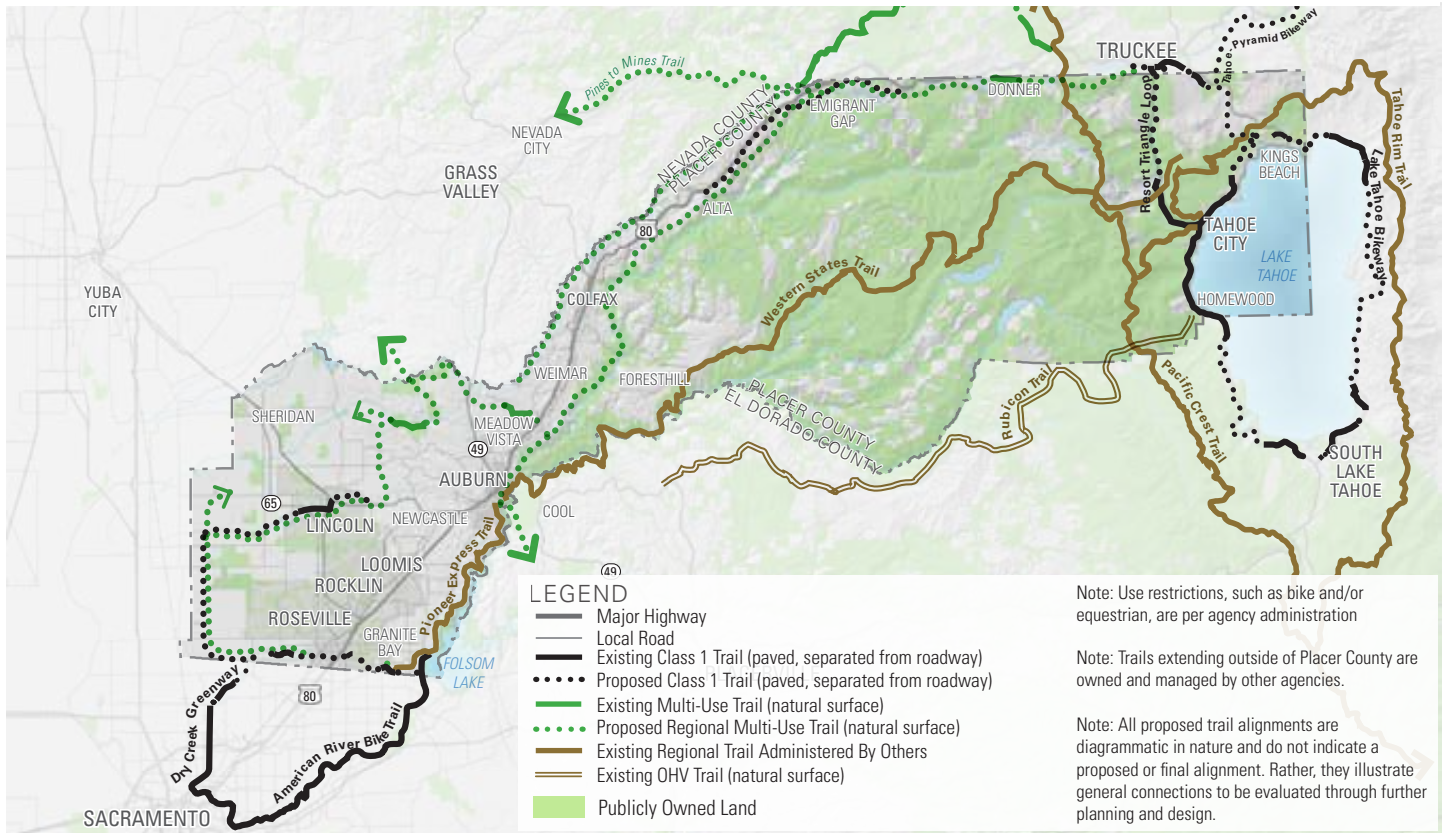 TRUCKEE
Tahoe Pyramid Bikeway
Pines to Mines Trail
NEVADA COUNTY
PLACER COUNTY
EMIGRANT
GAP
DONNER
Resort Triangle Loop
Tahoe Rim Trail
NEVADA
CITY
GRASS
VALLEY
KINGS
BEACH
Lake Tahoe Bikeway
ALTA
80
TAHOE
CITY
LAKE
TAHOE
Western States Trail
YUBA
CITY
COLFAX
HOMEWOOD
WEIMAR
FORESTHILL
PLACER COUNTY
EL DORADO COUNTY
Rubicon Trail
Pacific Crest Trail
SHERIDAN
MEADOW
VISTA
49
AUBURN
SOUTH
LAKE
TAHOE
65
LINCOLN
NEWCASTLE
COOL
Pioneer Express Trail
LOOMIS
ROCKLIN
ROSEVILLE
GRANITE
BAY
FOLSOM
LAKE
49
80
Dry Creek Greenway
American River Bike Trail
SACRAMENTO
LEGEND
Major Highway
Local Road
Existing Class 1 Trail (paved, separated from roadway)
Proposed Class 1 Trail (paved, separated from roadway)
Existing Multi-Use Trail (natural surface)
Proposed Regional Multi-Use Trail (natural surface)
Existing Regional Trail Administered By Others
Existing OHV Trail (natural surface)
Publicly Owned Land
Note: Use restrictions, such as bike and/or
equestrian, are per agency administration
Note: Trails extending outside of Placer County are
owned and managed by other agencies.
Note: All proposed trail alignments are
diagrammatic in nature and do not indicate a
proposed or final alignment. Rather, they illustrate
general connections to be evaluated through further
planning and design.